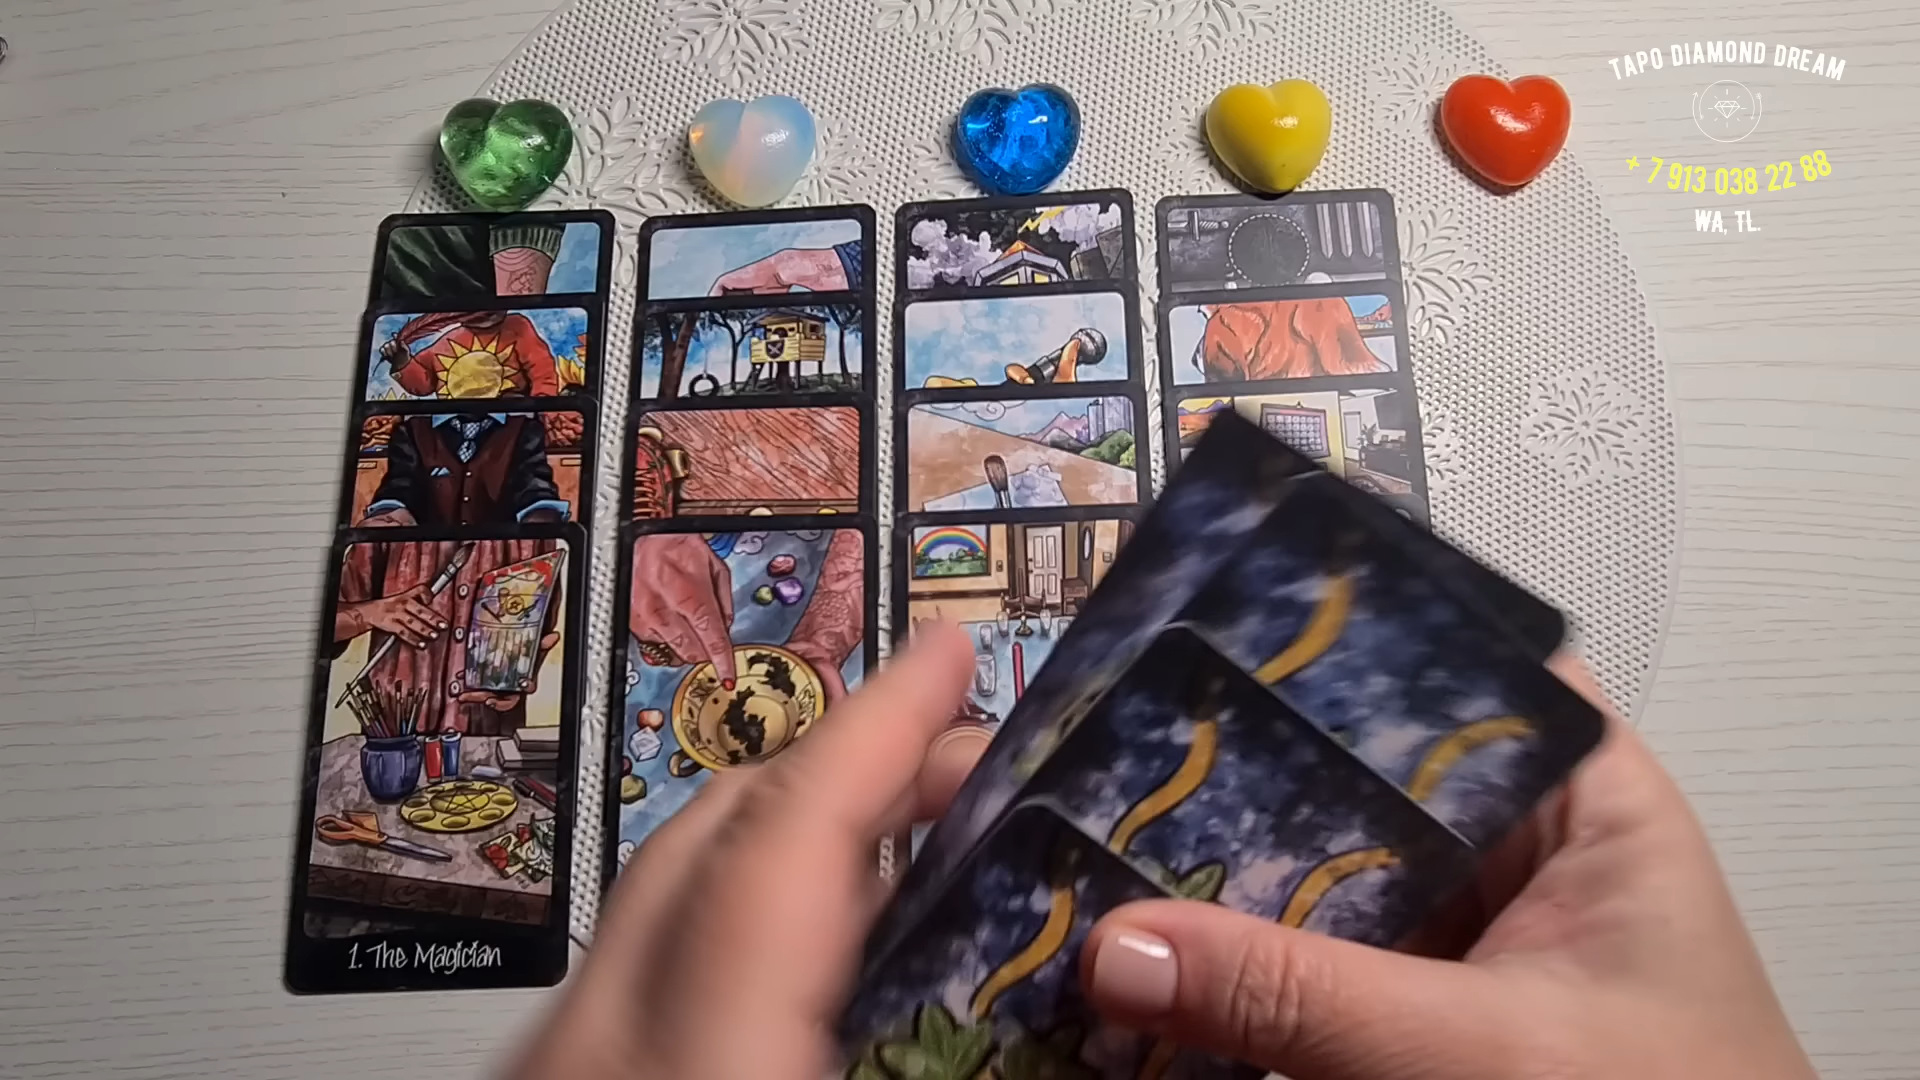 TAPO DIAMOND DREAM
+ 7 913 038 22 88
WA, TL.
1. The Magician